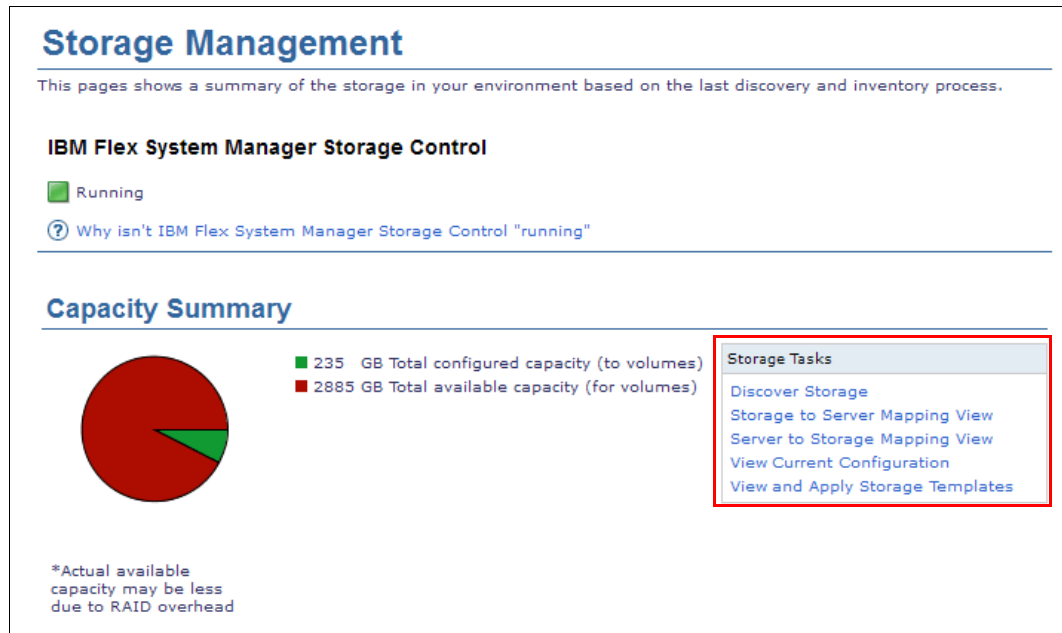 Storage Management
This pages shows a summary of the storage in your environment based on the last discovery and inventory process.
IBM Flex System Manager Storage Control
Running
? Why isn't IBM Flex System Manager Storage Control "running"
Capacity Summary
235 GB Total configured capacity (to volumes)
2885 GB Total available capacity (for volumes)
Storage Tasks
Discover Storage
Storage to Server Mapping View
Server to Storage Mapping View
View Current Configuration
View and Apply Storage Templates
*Actual available
capacity may be less
due to RAID overhead